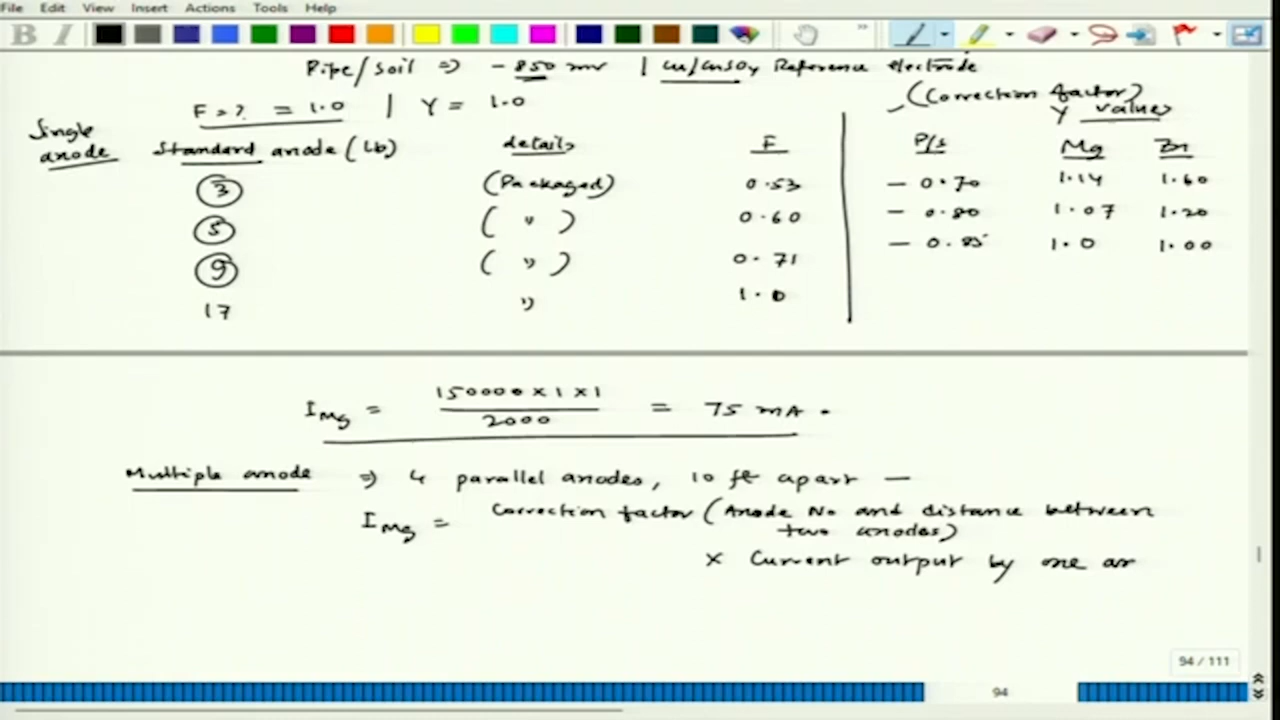 File Edit View Insert Actions Tools Help
B I
Pipe/soil => - 850 mv | Cu/CuSO4 Reference electrode
F = ? = 1.0 | Y = 1.0
(Correction factor)
Y values
Single anode
Standard anode (Lb) details F
P/s Mg Zn
3 (Packaged) 0.53
- 0.70 1.14 1.60
5 ( " ) 0.60
- 0.80 1.07 1.20
9 ( " ) 0.71
- 0.85 1.0 1.00
17 " 1.0
IMg = 150000 x 1 x 1 / 2000 = 75 mA .
Multiple anode => 4 parallel anodes, 10 ft apart —
IMg = Correction factor (Anode No and distance between
two anodes)
x Current output by one an
94 / 111
94